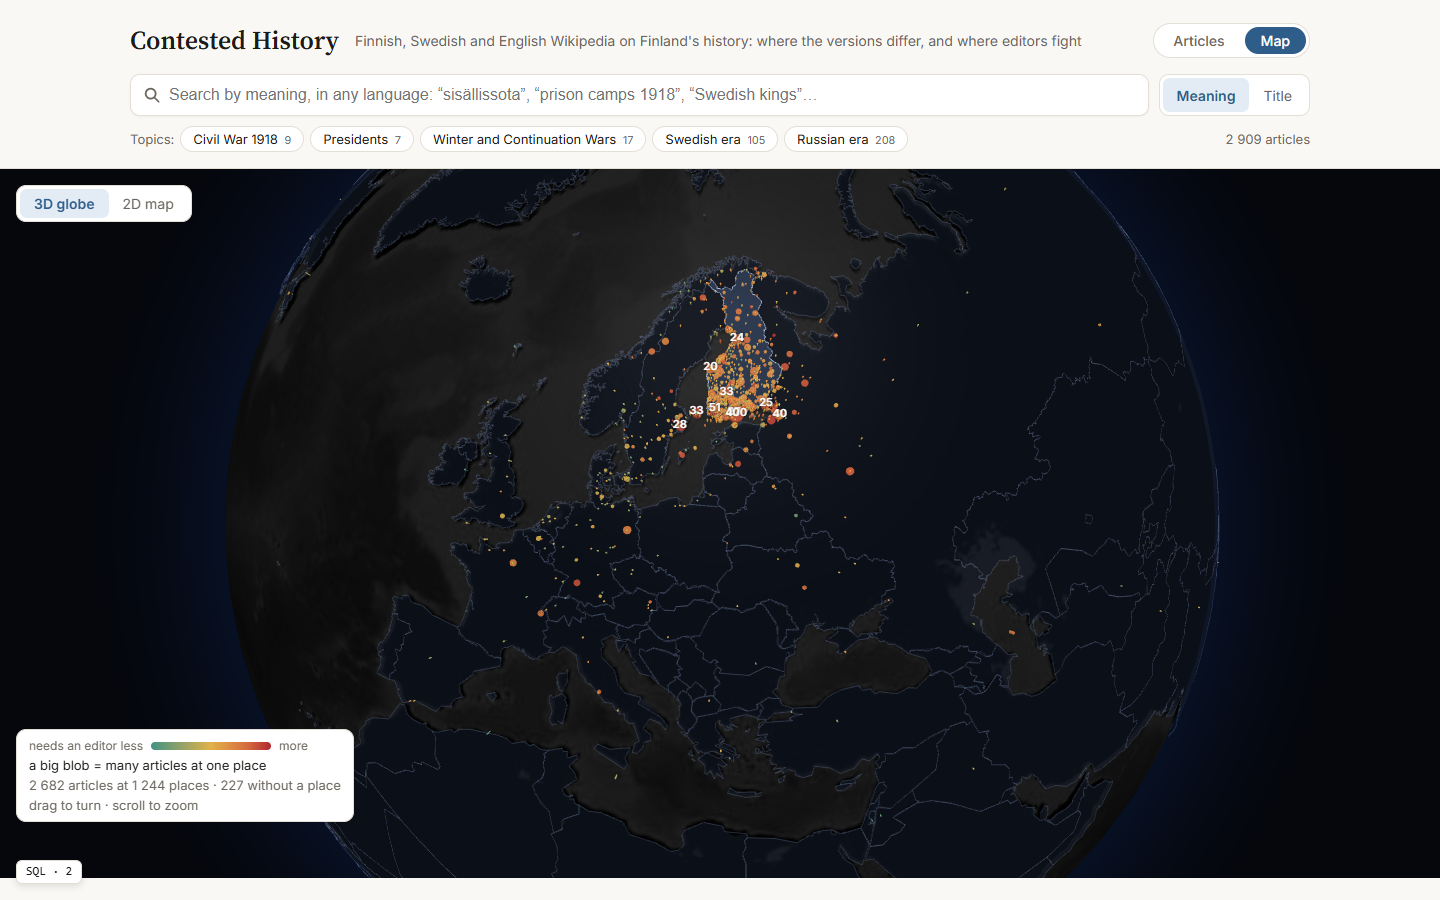 Contested History
Finnish, Swedish and English Wikipedia on Finland's history: where the versions differ, and where editors fight
Articles
Map
Search by meaning, in any language: “sisällissota”, “prison camps 1918”, “Swedish kings”…
Meaning
Title
Topics:
Civil War 1918 9
Presidents 7
Winter and Continuation Wars 17
Swedish era 105
Russian era 208
2 909 articles
3D globe
2D map
24
20
33
33
51
400
25
40
28
needs an editor less
more
a big blob = many articles at one place
2 682 articles at 1 244 places · 227 without a place
drag to turn · scroll to zoom
SQL · 2